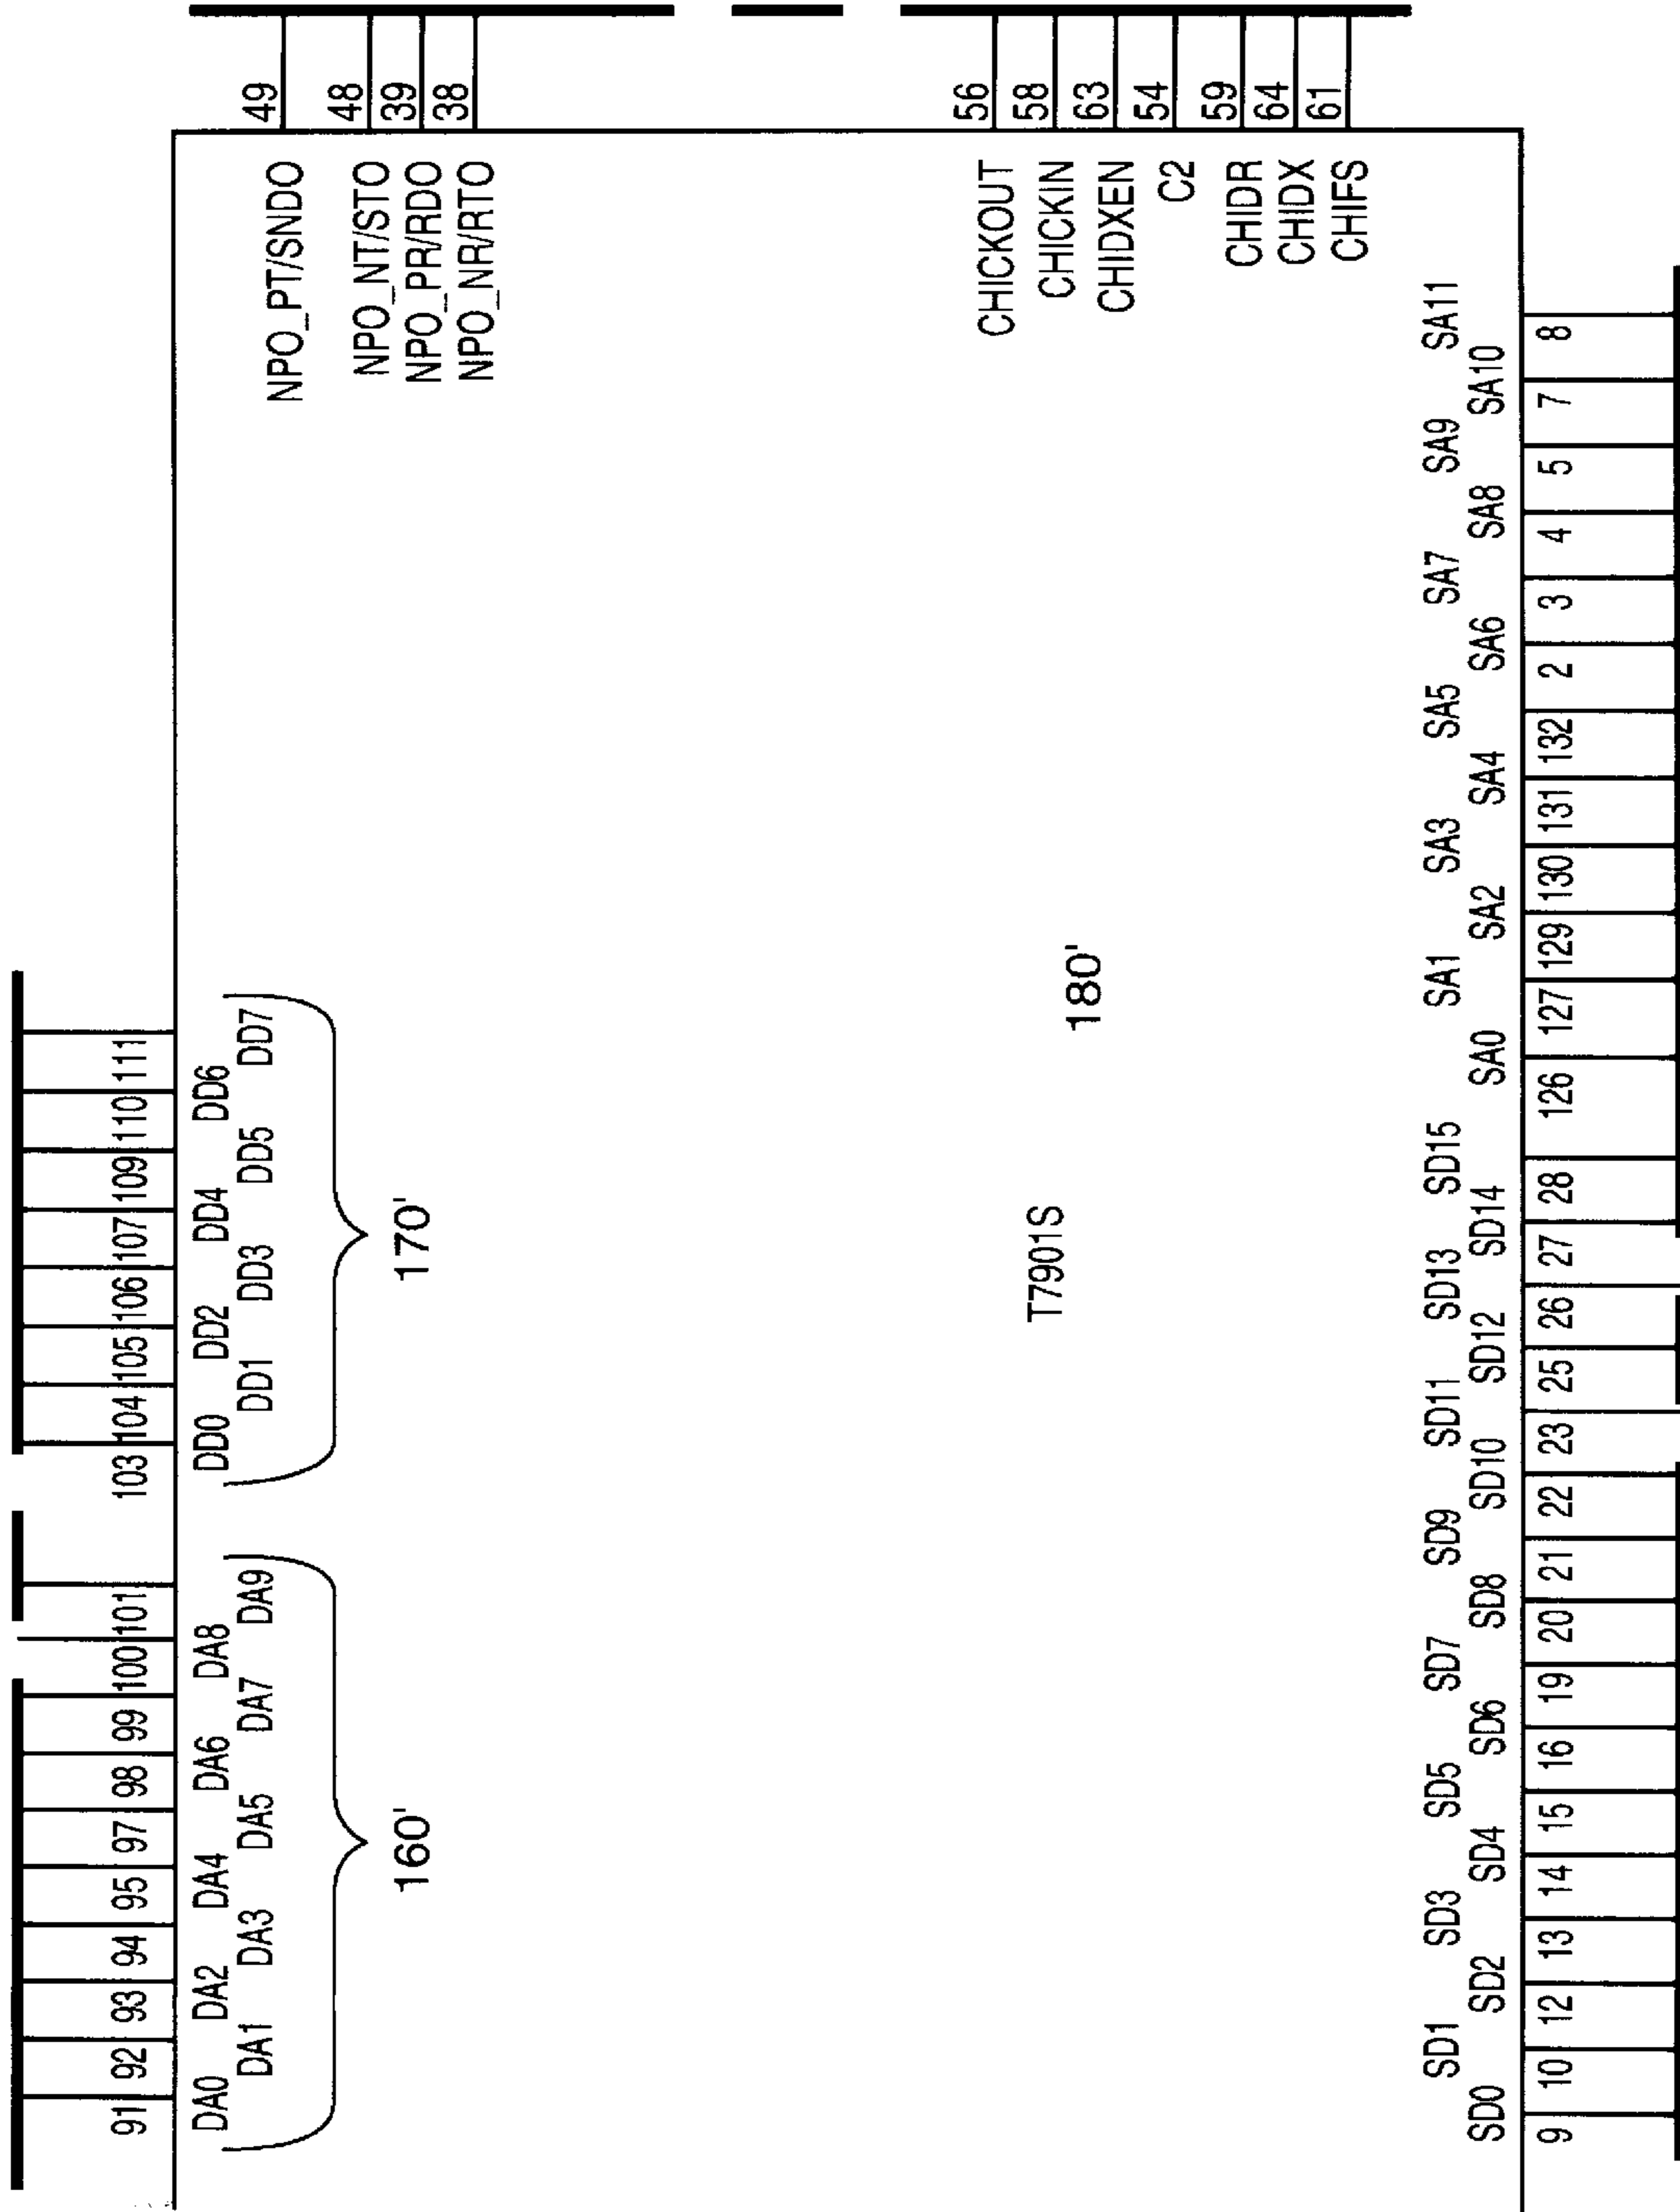 49
48
39
38
56
58
63
54
59
64
61
NPO_PT/SNDO
NPO_NT/STO
NPO_PR/RDO
NPO_NR/RTO
CHICKOUT
CHICKIN
CHIDXEN
C2
CHIDR
CHIDX
CHIFS
91 92 93 94 95 97 98 99 100 101 103 104 105 106 107 109 110 111
DA0 DA2 DA4 DA6 DA8 DD0 DD2 DD4 DD6
DA1 DA3 DA5 DA7 DA9 DD1 DD3 DD5 DD7
160' 170'
T7901S
180'
SD1 SD3 SD5 SD7 SD9 SD11 SD13 SD15 SA1 SA3 SA5 SA7 SA9 SA11
SD0 SD2 SD4 SD6 SD8 SD10 SD12 SD14 SA0 SA2 SA4 SA6 SA8 SA10
9 10 12 13 14 15 16 19 20 21 22 23 25 26 27 28 126 127 129 130 131 132 2 3 4 5 7 8